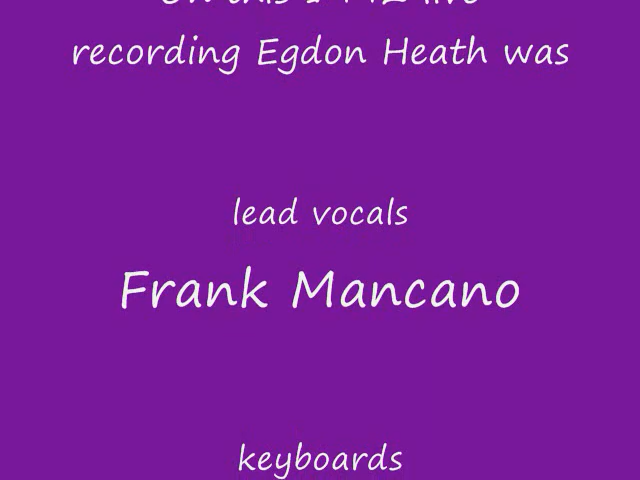 recording Egdon Heath was
lead vocals
Frank Mancano
keyboards